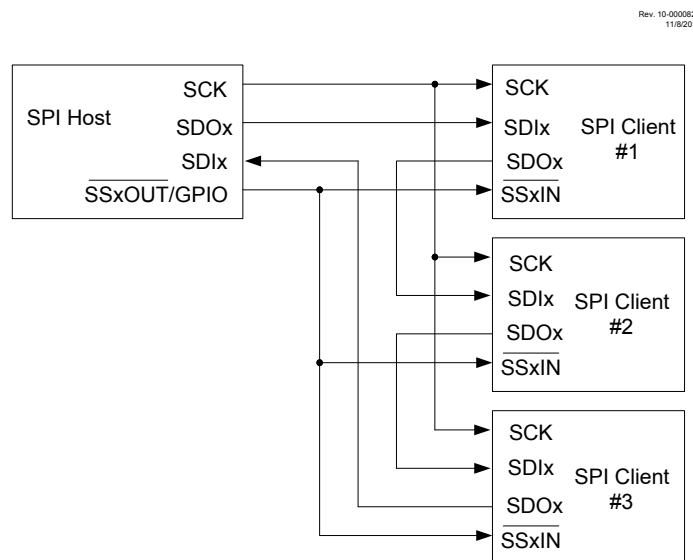 Rev. 10-000082
11/8/20
SPI Host
SCK
SDOx
SDIx
SSxOUT/GPIO
SCK
SDIx
SDOx
SSxIN
SPI Client
#1
SCK
SDIx
SDOx
SSxIN
SPI Client
#2
SCK
SDIx
SDOx
SSxIN
SPI Client
#3